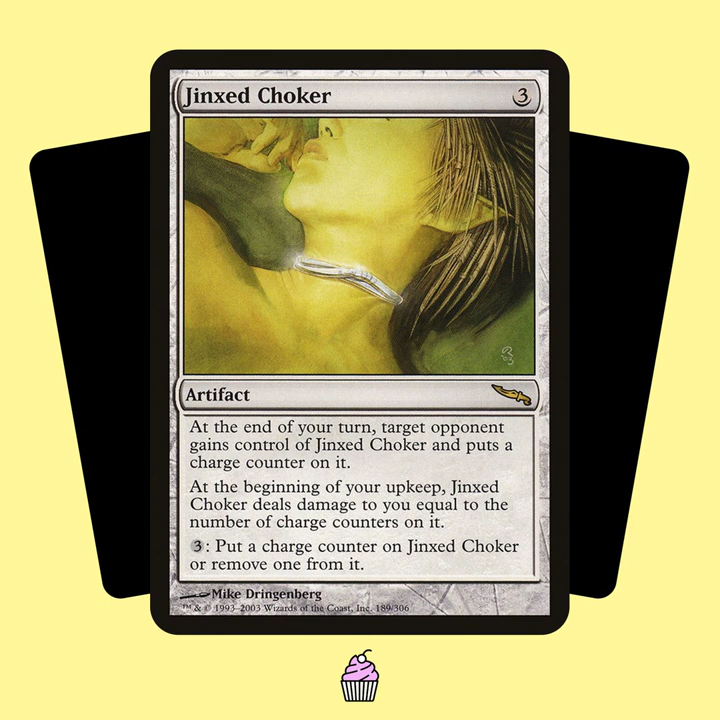 Jinxed Choker 3
Artifact
At the end of your turn, target opponent
gains control of Jinxed Choker and puts a
charge counter on it.
At the beginning of your upkeep, Jinxed
Choker deals damage to you equal to the
number of charge counters on it.
3: Put a charge counter on Jinxed Choker
or remove one from it.
Mike Dringenberg
™ & © 1993–2003 Wizards of the Coast, Inc. 189/306